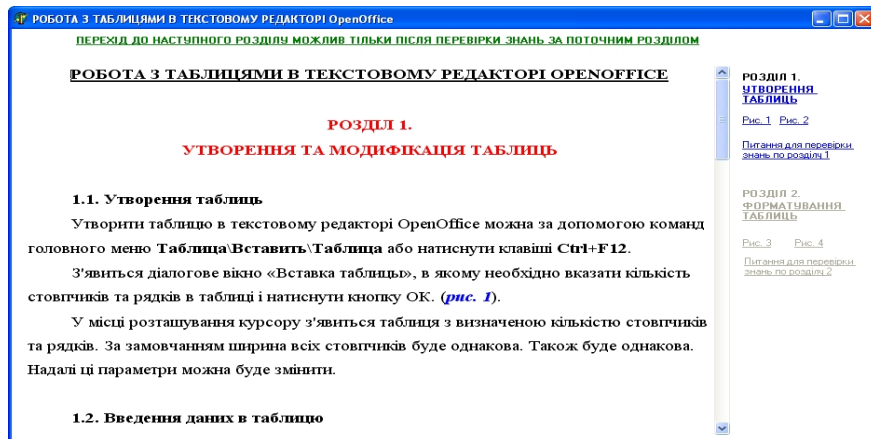 РОБОТА З ТАБЛИЦЯМИ В ТЕКСТОВОМУ РЕДАКТОРІ OpenOffice
ПЕРЕХІД ДО НАСТУПНОГО РОЗДІЛУ МОЖЛИВ ТІЛЬКИ ПІСЛЯ ПЕРЕВІРКИ ЗНАНЬ ЗА ПОТОЧНИМ РОЗДІЛОМ
РОБОТА З ТАБЛИЦЯМИ В ТЕКСТОВОМУ РЕДАКТОРІ OPENOFFICE
РОЗДІЛ 1.
УТВОРЕННЯ ТА МОДИФІКАЦІЯ ТАБЛИЦЬ
1.1. Утворення таблиць
Утворити таблицю в текстовому редакторі OpenOffice можна за допомогою команд
головного меню Таблица\Вставить\Таблица або натиснути клавіші Ctrl+F12.
З'явиться діалогове вікно «Вставка таблицы», в якому необхідно вказати кількість
стовпчиків та рядків в таблиці і натиснути кнопку ОК. (рис. 1).
У місці розташування курсору з'явиться таблиця з визначеною кількістю стовпчиків
та рядків. За замовчанням ширина всіх стовпчиків буде однакова. Також буде однакова.
Надалі ці параметри можна буде змінити.
1.2. Введення даних в таблицю
РОЗДІЛ 1.
УТВОРЕННЯ
ТАБЛИЦЬ
Рис. 1 Рис. 2
Питання для перевірки
знань по розділу 1
РОЗДІЛ 2.
ФОРМАТУВАННЯ
ТАБЛИЦЬ
Рис. 3 Рис. 4
Питання для перевірки
знань по розділу 2